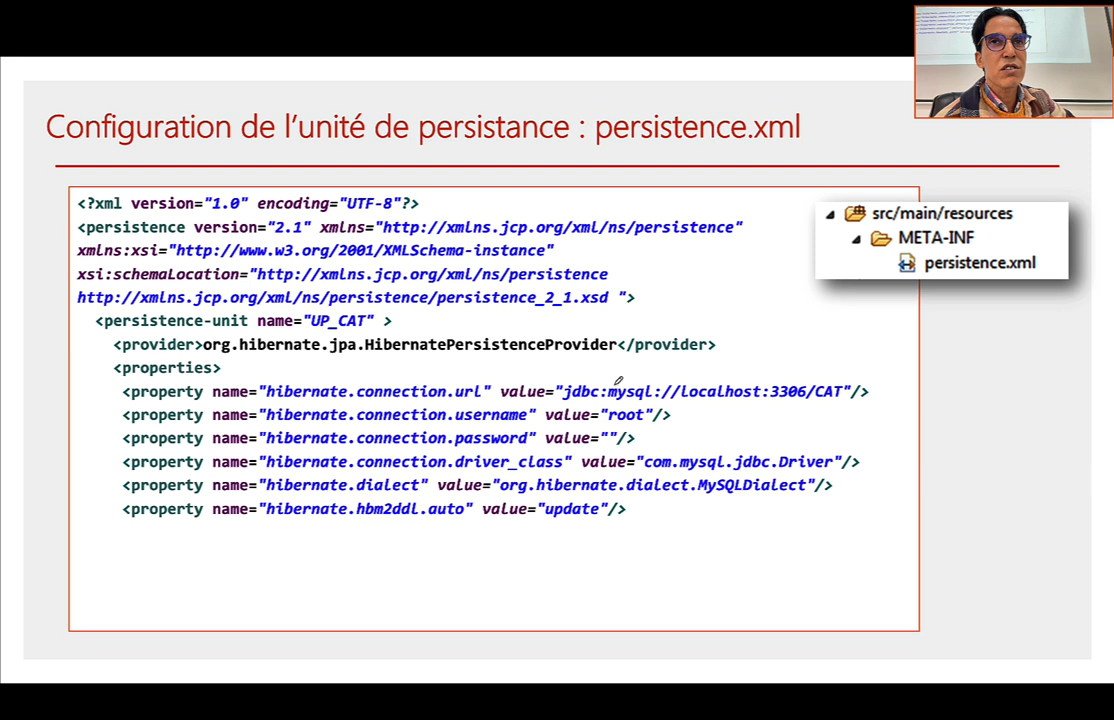 Configuration de l'unité de persistance : persistence.xml
<?xml version="1.0" encoding="UTF-8"?>
<persistence version="2.1" xmlns="http://xmlns.jcp.org/xml/ns/persistence"
xmlns:xsi="http://www.w3.org/2001/XMLSchema-instance"
xsi:schemaLocation="http://xmlns.jcp.org/xml/ns/persistence
http://xmlns.jcp.org/xml/ns/persistence/persistence_2_1.xsd ">
<persistence-unit name="UP_CAT" >
<provider>org.hibernate.jpa.HibernatePersistenceProvider</provider>
<properties>
<property name="hibernate.connection.url" value="jdbc:mysql://localhost:3306/CAT"/>
<property name="hibernate.connection.username" value="root"/>
<property name="hibernate.connection.password" value=""/>
<property name="hibernate.connection.driver_class" value="com.mysql.jdbc.Driver"/>
<property name="hibernate.dialect" value="org.hibernate.dialect.MySQLDialect"/>
<property name="hibernate.hbm2ddl.auto" value="update"/>
src/main/resources
META-INF
persistence.xml